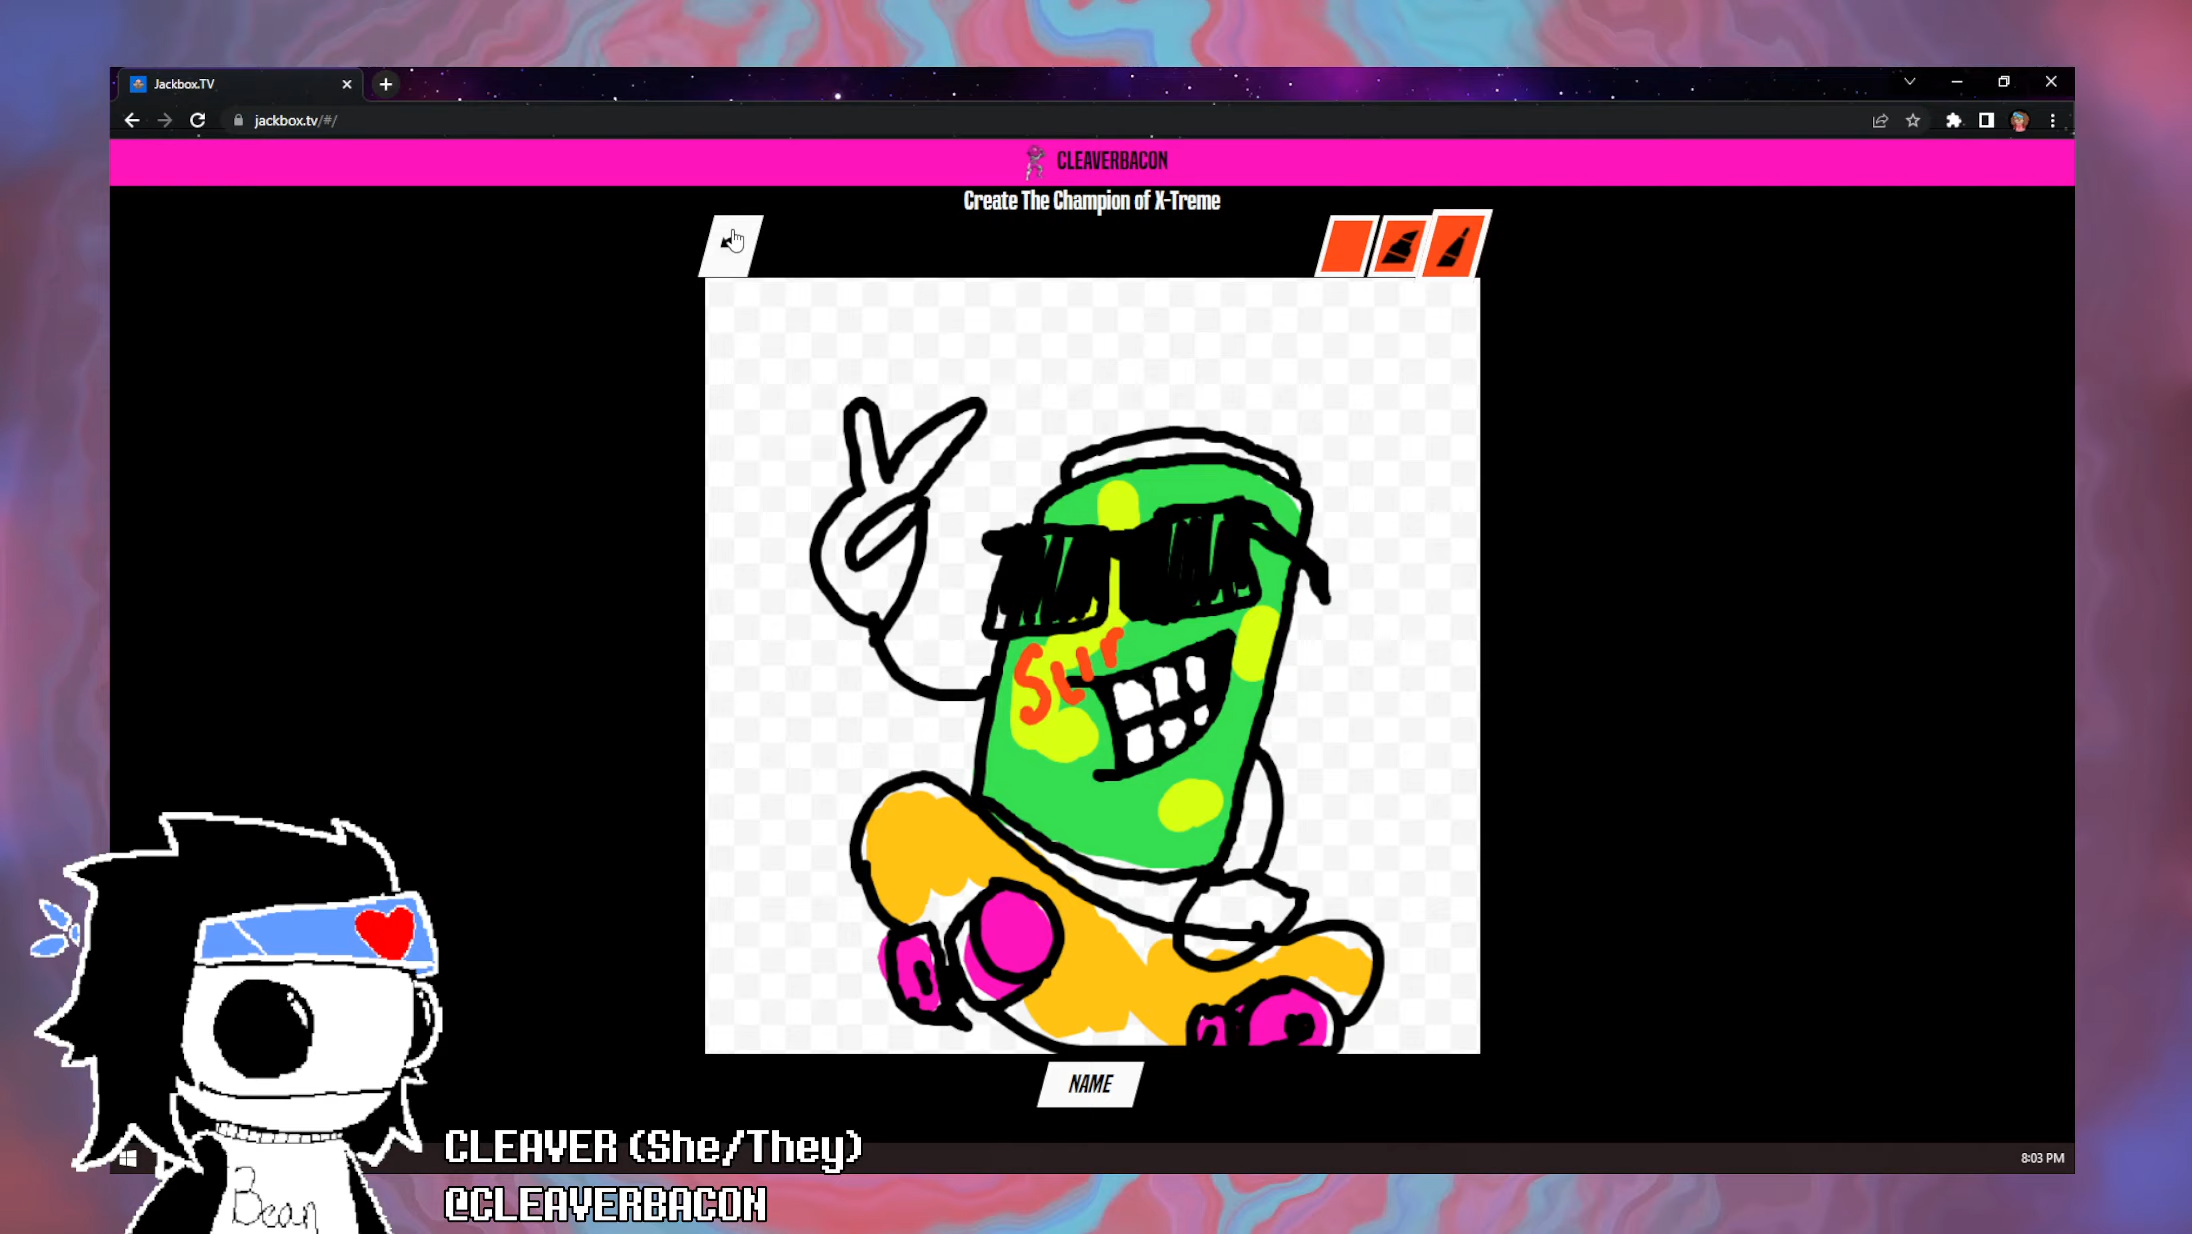 Jackbox.TV
jackbox.tv/#/
CLEAVERBACON
Create The Champion of X-Treme
SLUr
NAME
Bean
CLEAVER (She/They)
@CLEAVERBACON
8:03 PM